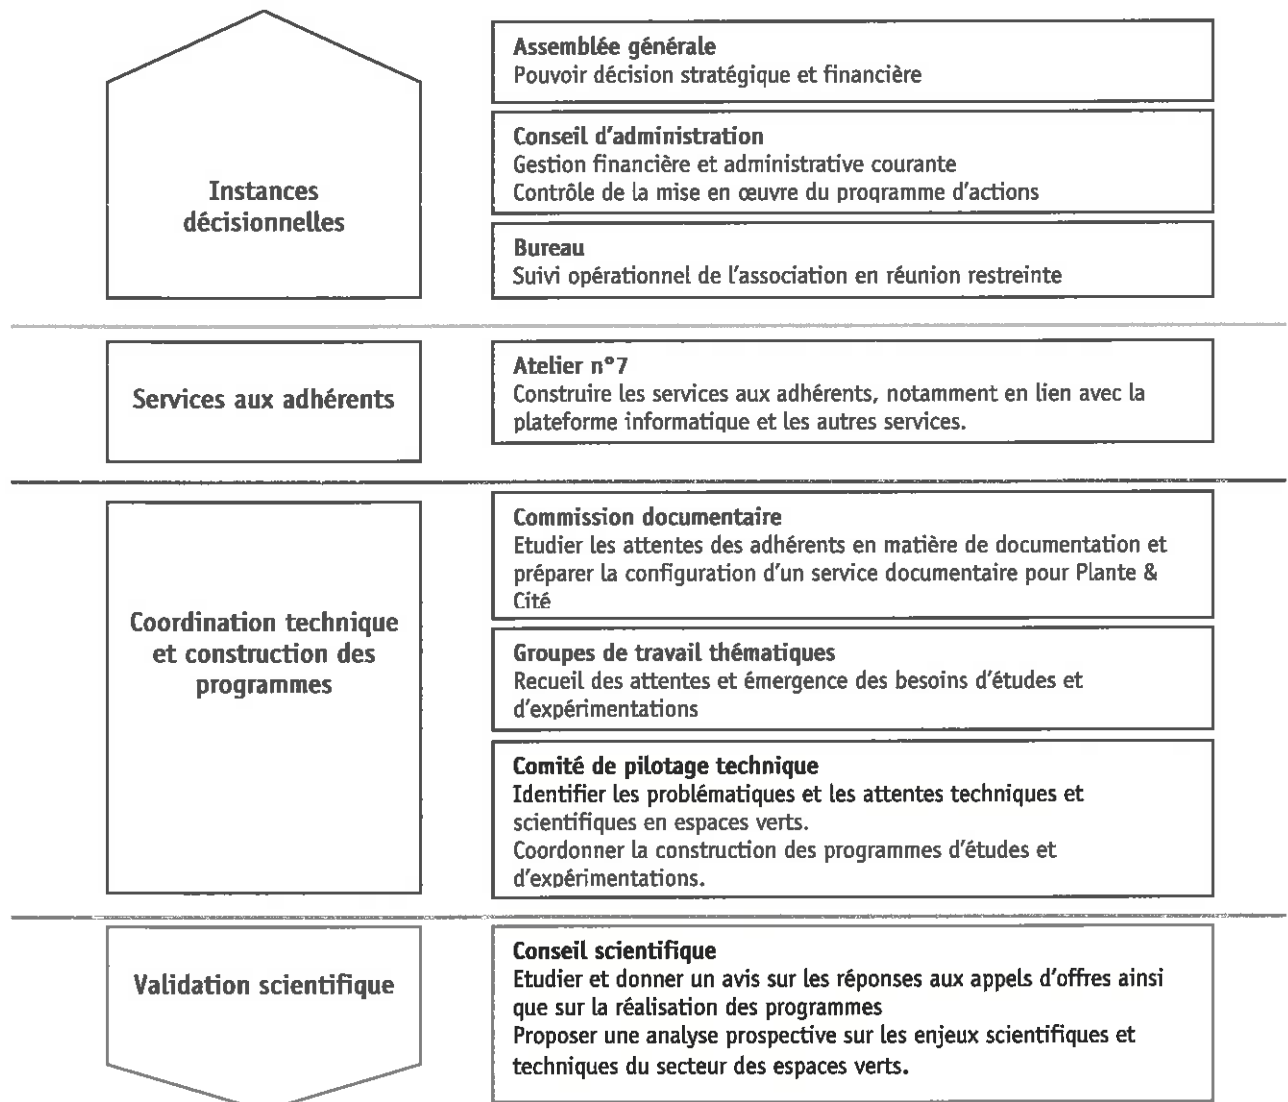 Instances
décisionnelles
Assemblée générale
Pouvoir décision stratégique et financière
Conseil d'administration
Gestion financière et administrative courante
Contrôle de la mise en œuvre du programme d'actions
Bureau
Suivi opérationnel de l'association en réunion restreinte
Services aux adhérents
Atelier n°7
Construire les services aux adhérents, notamment en lien avec la
plateforme informatique et les autres services.
Coordination technique
et construction des
programmes
Commission documentaire
Etudier les attentes des adhérents en matière de documentation et
préparer la configuration d'un service documentaire pour Plante &
Cité
Groupes de travail thématiques
Recueil des attentes et émergence des besoins d'études et
d'expérimentations
Comité de pilotage technique
Identifier les problématiques et les attentes techniques et
scientifiques en espaces verts.
Coordonner la construction des programmes d'études et
d'expérimentations.
Validation scientifique
Conseil scientifique
Etudier et donner un avis sur les réponses aux appels d'offres ainsi
que sur la réalisation des programmes
Proposer une analyse prospective sur les enjeux scientifiques et
techniques du secteur des espaces verts.